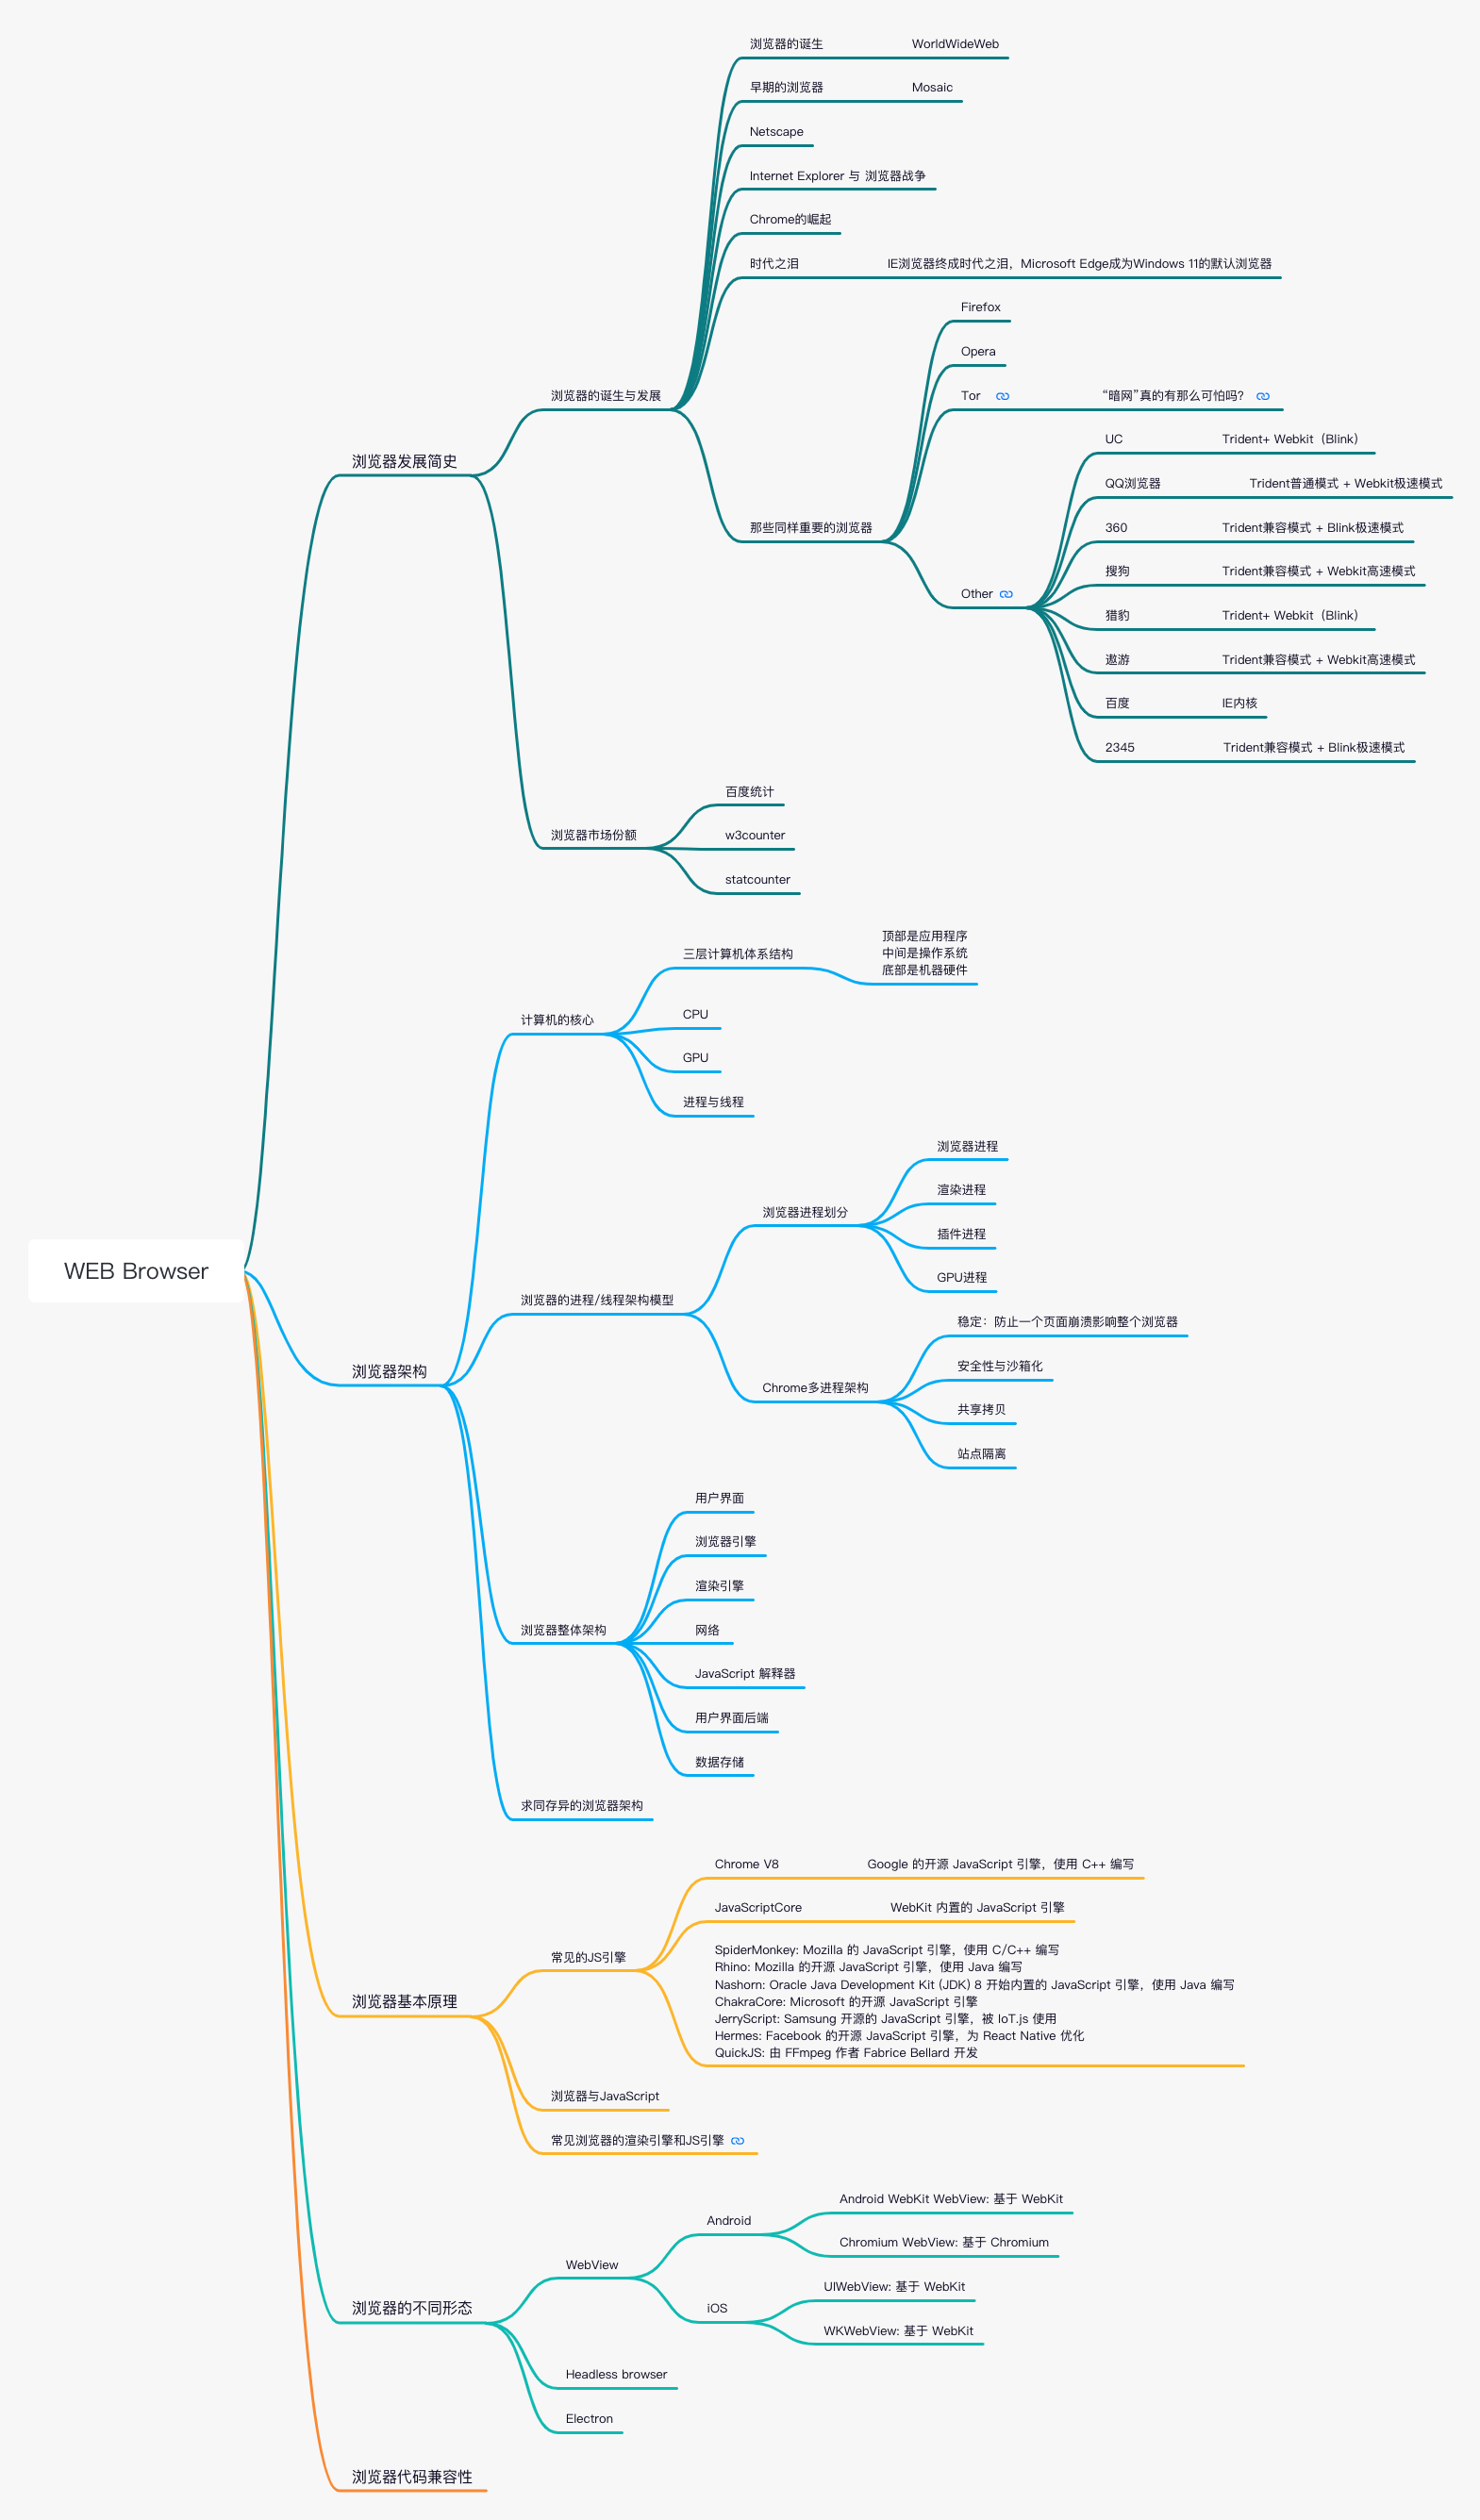 浏览器的诞生 WorldWideWeb
早期的浏览器 Mosaic
Netscape
Internet Explorer 与 浏览器战争
Chrome的崛起
时代之泪 IE浏览器终成时代之泪，Microsoft Edge成为Windows 11的默认浏览器
Firefox
Opera
浏览器的诞生与发展
Tor “暗网”真的有那么可怕吗？
UC Trident+ Webkit（Blink）
浏览器发展简史
QQ浏览器 Trident普通模式 + Webkit极速模式
那些同样重要的浏览器
360 Trident兼容模式 + Blink极速模式
搜狗 Trident兼容模式 + Webkit高速模式
Other
猎豹 Trident+ Webkit（Blink）
遨游 Trident兼容模式 + Webkit高速模式
百度 IE内核
2345 Trident兼容模式 + Blink极速模式
百度统计
浏览器市场份额
w3counter
statcounter
三层计算机体系结构
顶部是应用程序
中间是操作系统
底部是机器硬件
计算机的核心
CPU
GPU
进程与线程
浏览器进程
渲染进程
浏览器进程划分
插件进程
GPU进程
WEB Browser
浏览器的进程/线程架构模型
稳定：防止一个页面崩溃影响整个浏览器
安全性与沙箱化
浏览器架构
Chrome多进程架构
共享拷贝
站点隔离
用户界面
浏览器引擎
渲染引擎
浏览器整体架构
网络
JavaScript 解释器
用户界面后端
数据存储
求同存异的浏览器架构
Chrome V8 Google 的开源 JavaScript 引擎，使用 C++ 编写
JavaScriptCore WebKit 内置的 JavaScript 引擎
常见的JS引擎
SpiderMonkey: Mozilla 的 JavaScript 引擎，使用 C/C++ 编写
Rhino: Mozilla 的开源 JavaScript 引擎，使用 Java 编写
Nashorn: Oracle Java Development Kit (JDK) 8 开始内置的 JavaScript 引擎，使用 Java 编写
ChakraCore: Microsoft 的开源 JavaScript 引擎
JerryScript: Samsung 开源的 JavaScript 引擎，被 IoT.js 使用
Hermes: Facebook 的开源 JavaScript 引擎，为 React Native 优化
QuickJS: 由 FFmpeg 作者 Fabrice Bellard 开发
浏览器基本原理
浏览器与JavaScript
常见浏览器的渲染引擎和JS引擎
Android WebKit WebView: 基于 WebKit
Android
Chromium WebView: 基于 Chromium
WebView
UIWebView: 基于 WebKit
iOS
WKWebView: 基于 WebKit
浏览器的不同形态
Headless browser
Electron
浏览器代码兼容性